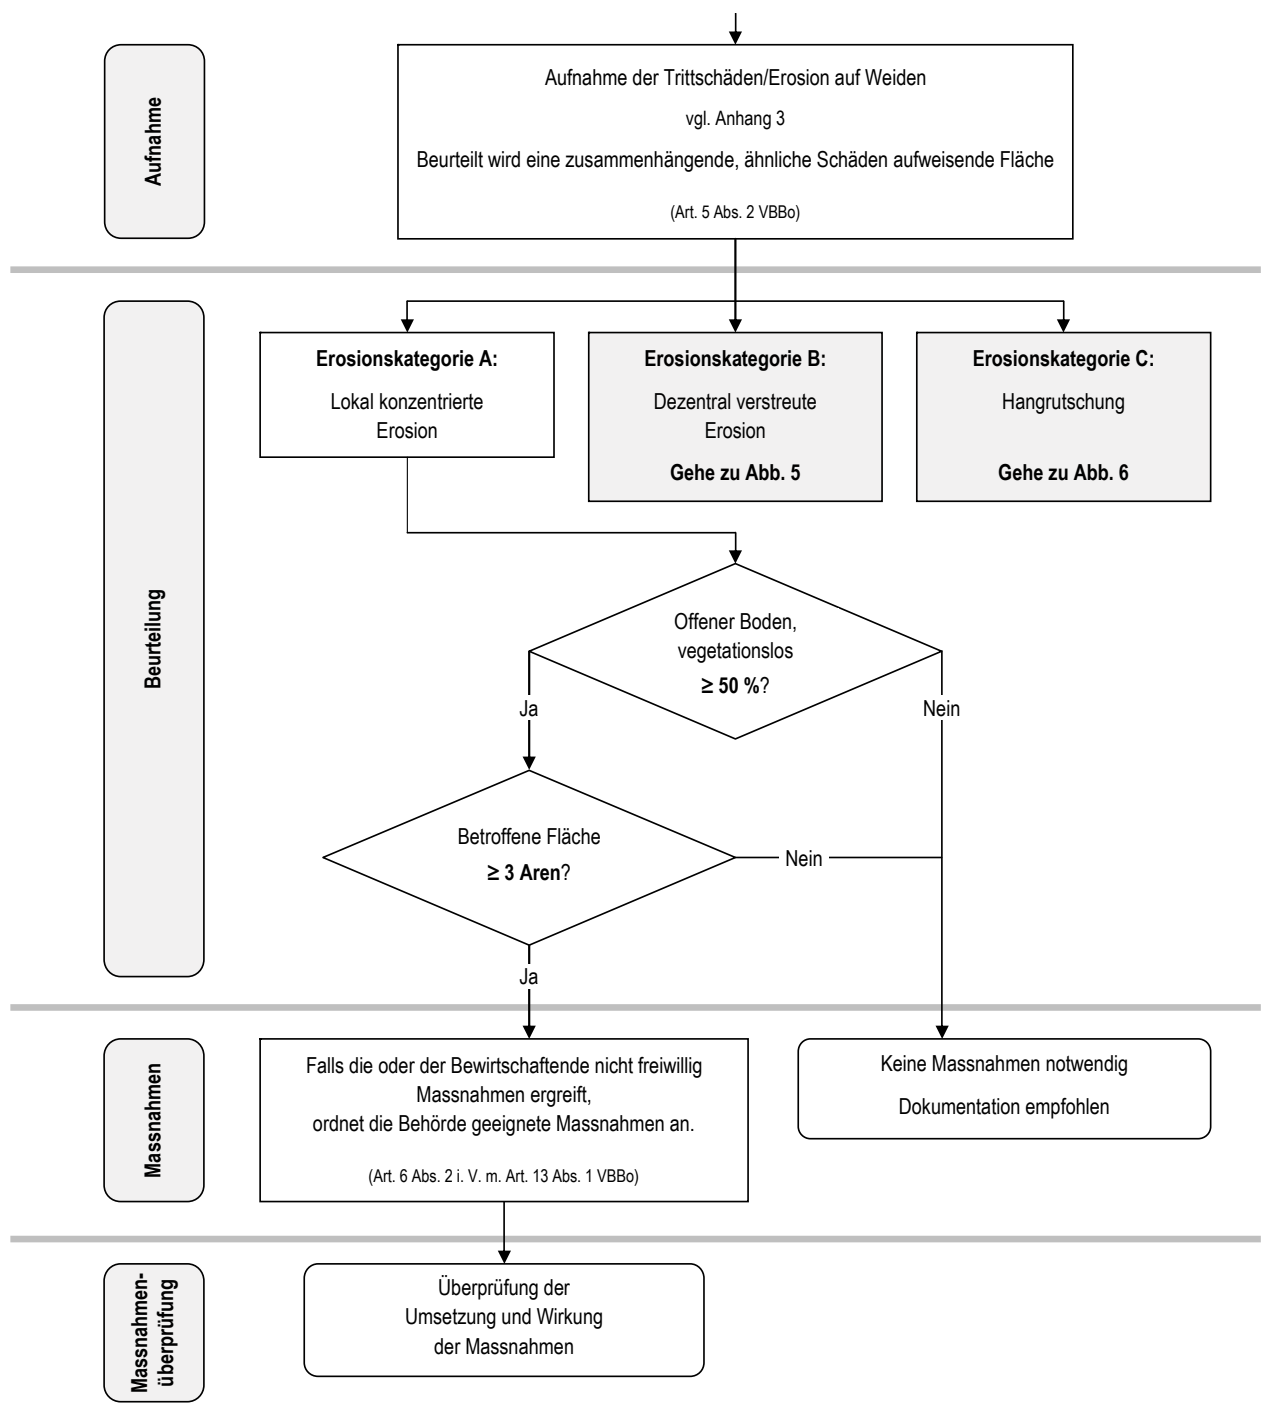 Aufnahme
Aufnahme der Trittschäden/Erosion auf Weiden
vgl. Anhang 3
Beurteilt wird eine zusammenhängende, ähnliche Schäden aufweisende Fläche
(Art. 5 Abs. 2 VBBo)
Beurteilung
Erosionskategorie A:
Lokal konzentrierte
Erosion
Erosionskategorie B:
Dezentral verstreute
Erosion
Gehe zu Abb. 5
Erosionskategorie C:
Hangrutschung
Gehe zu Abb. 6
Offener Boden,
vegetationslos
≥ 50 %?
Ja
Nein
Betroffene Fläche
≥ 3 Aren?
Nein
Ja
Massnahmen
Falls die oder der Bewirtschaftende nicht freiwillig
Massnahmen ergreift,
ordnet die Behörde geeignete Massnahmen an.
(Art. 6 Abs. 2 i. V. m. Art. 13 Abs. 1 VBBo)
Keine Massnahmen notwendig
Dokumentation empfohlen
Massnahmen-
überprüfung
Überprüfung der
Umsetzung und Wirkung
der Massnahmen